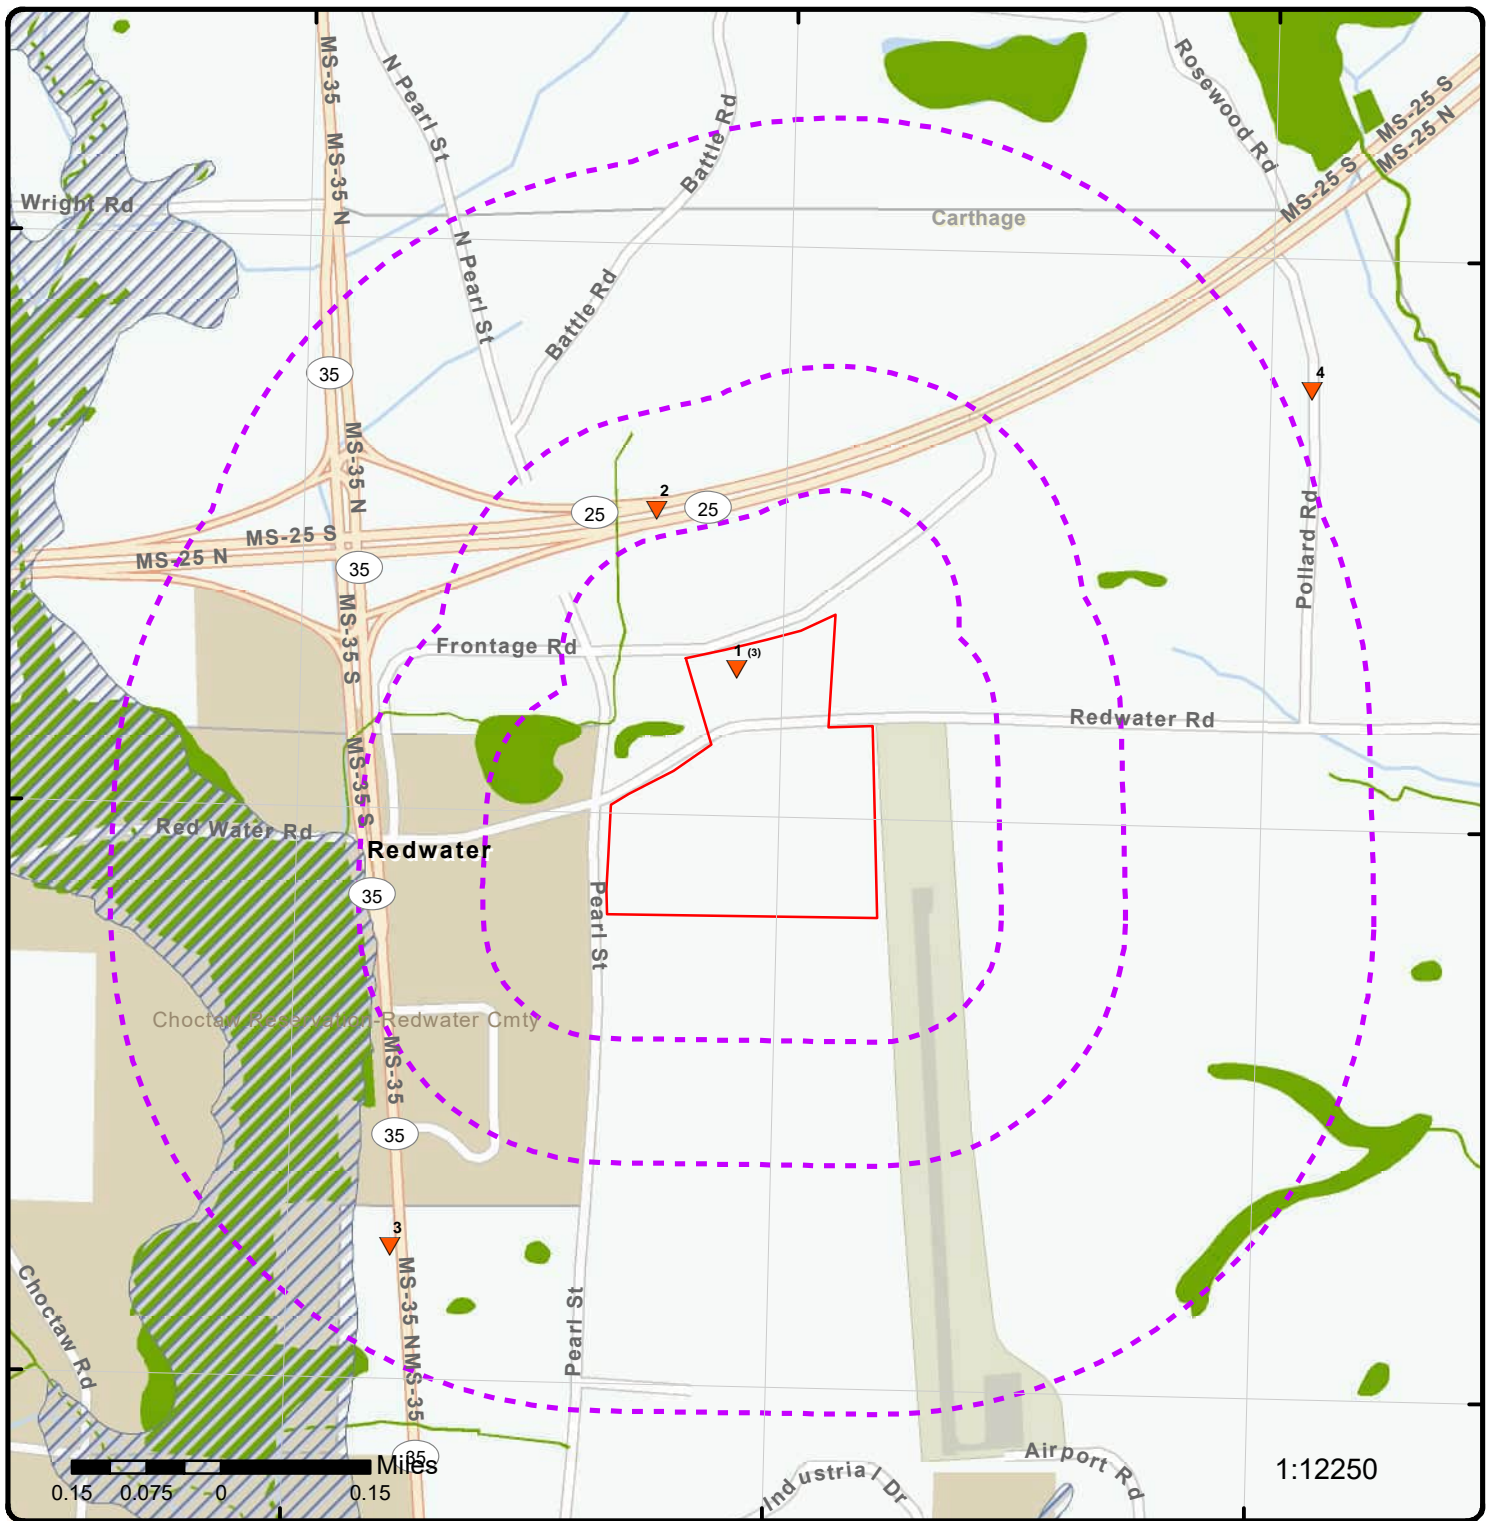 MS-35
N Pearl St
Battle Rd
Rosewood Rd
MS-25 S
MS-25 N
MS-35 N
Wright Rd
MS-25 S
Carthage
N Pearl St
Battle Rd
35
4
MS-35 N
2
25
25
MS-25 S
MS-25 N
35
Pollard Rd
MS-35 S
Frontage Rd
1 (3)
Redwater Rd
MS-35 S
Red Water Rd
Redwater
35
Pearl St
Choctaw Reservation-Redwater Cmty
MS-35
35
3
MS-35 N
Choctaw Rd
Pearl St
MS-35
35
Miles
0.15 0.075 0 0.15
Industrial Dr
Airport Rd
1:12250